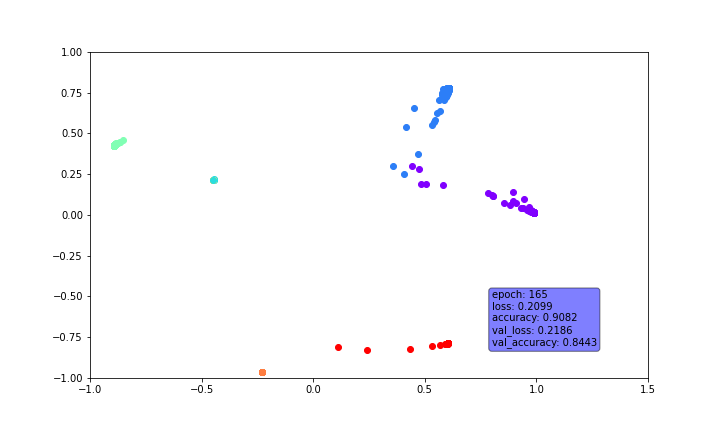 1.00
0.75
0.50
0.25
0.00
−0.25
−0.50
−0.75
−1.00
epoch: 165
loss: 0.2099
accuracy: 0.9082
val_loss: 0.2186
val_accuracy: 0.8443
−1.0 −0.5 0.0 0.5 1.0 1.5